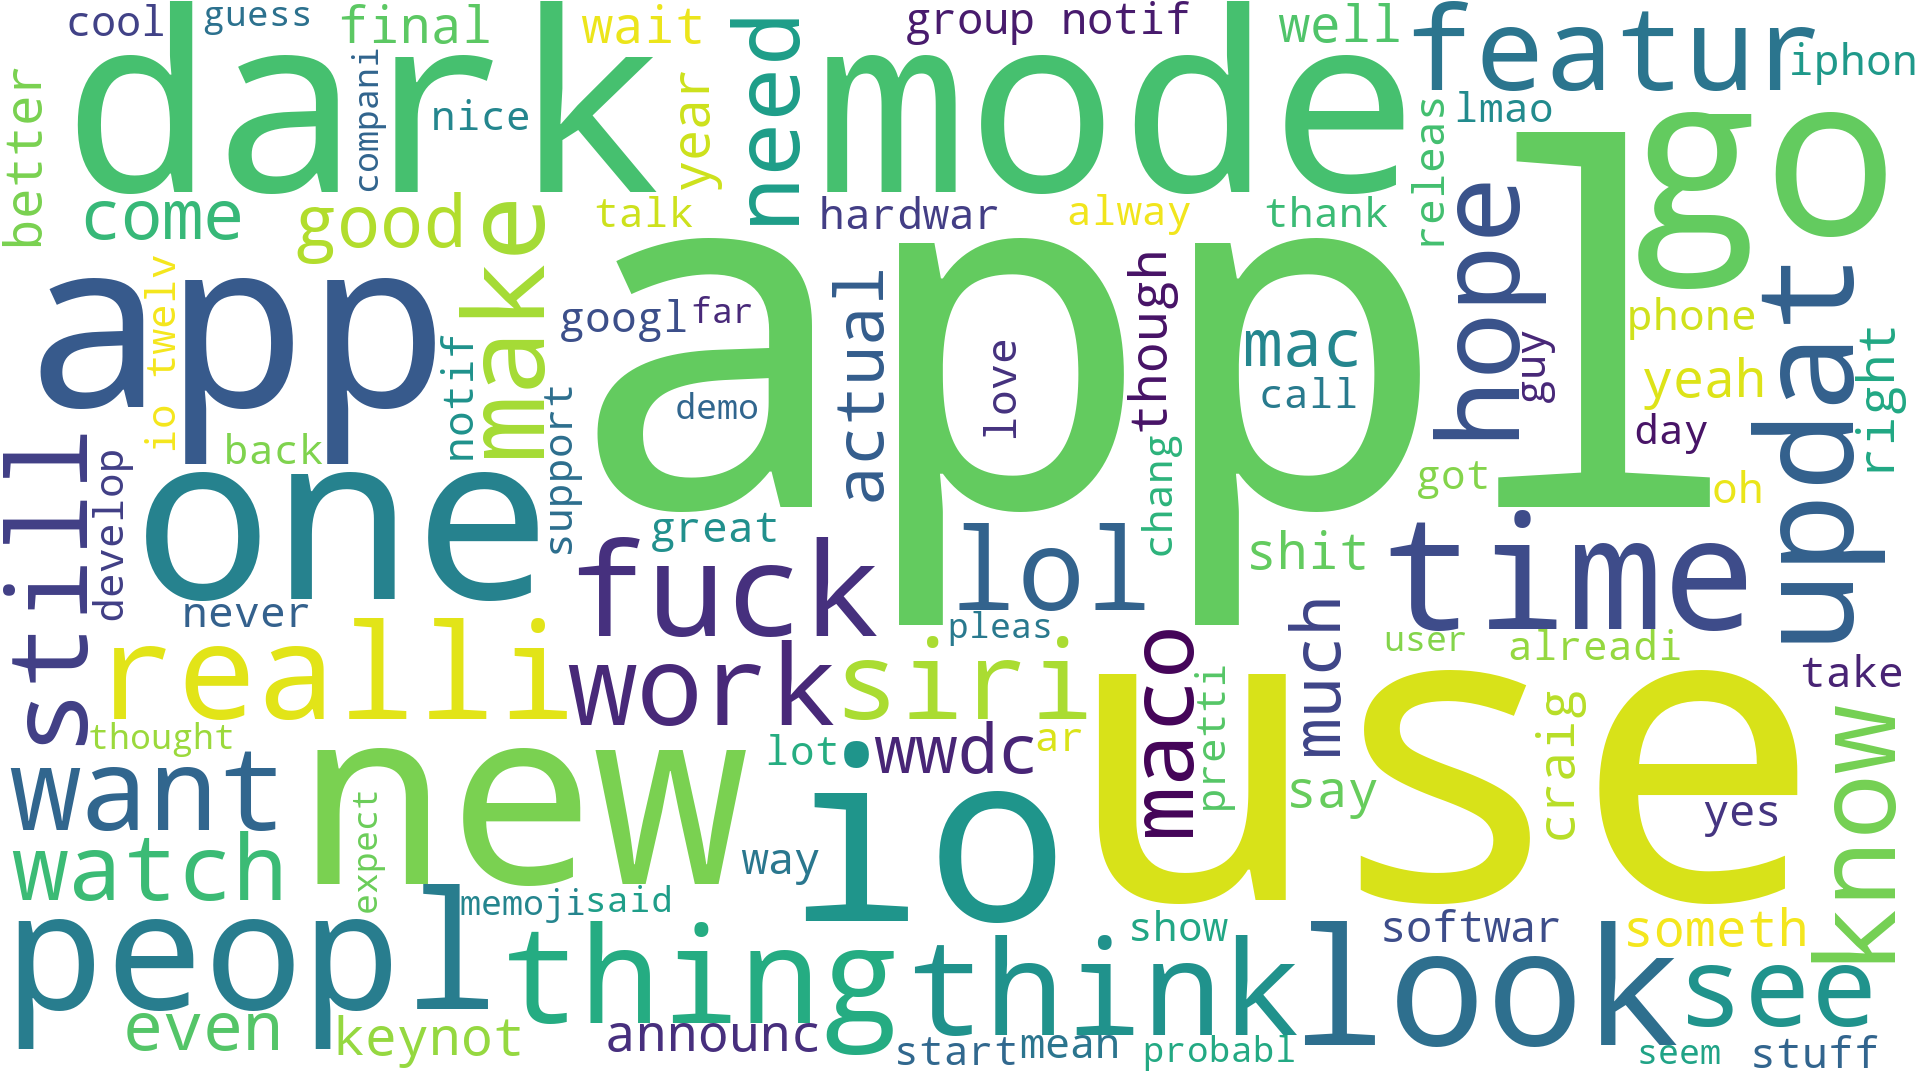 cool
guess
final
wait
group notif
well
featur
iphon
dark mode
better
compani
nice
year
need
releas
lmao
go
come
good
make
talk
hardwar
alway
thank
hope
updat
app
io twelv
notif
googl
far
appl
actual
though
mac
call
love
demo
guy
phone
yeah
day
right
back
support
chang
got
oh
still
develop
one
great
fuck
lol
shit
time
never
pleas
realli
work
siri
maco
much
user
alreadi
take
thought
want
new
lot
wwdc
ar
pretti
use
say
craig
yes
know
watch
expect
way
io
peopl
memoji
said
thing
think
show
look
softwar
someth
see
even
keynot
announc
start
mean
probabl
seem
stuff